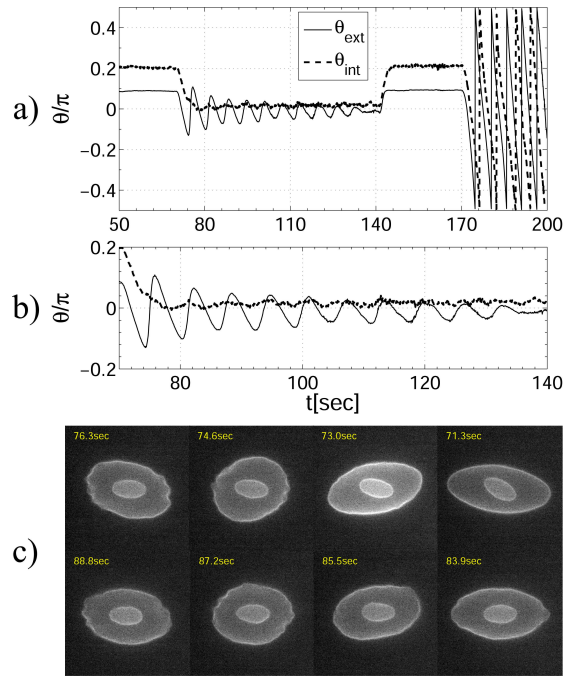 a)
θ/π
0.4
0.2
0
−0.2
−0.4
θext
θint
50 80 110 140 170 200
b)
θ/π
0.2
0
−0.2
80 100 120 140
t[sec]
c)
76.3sec 74.6sec 73.0sec 71.3sec
88.8sec 87.2sec 85.5sec 83.9sec